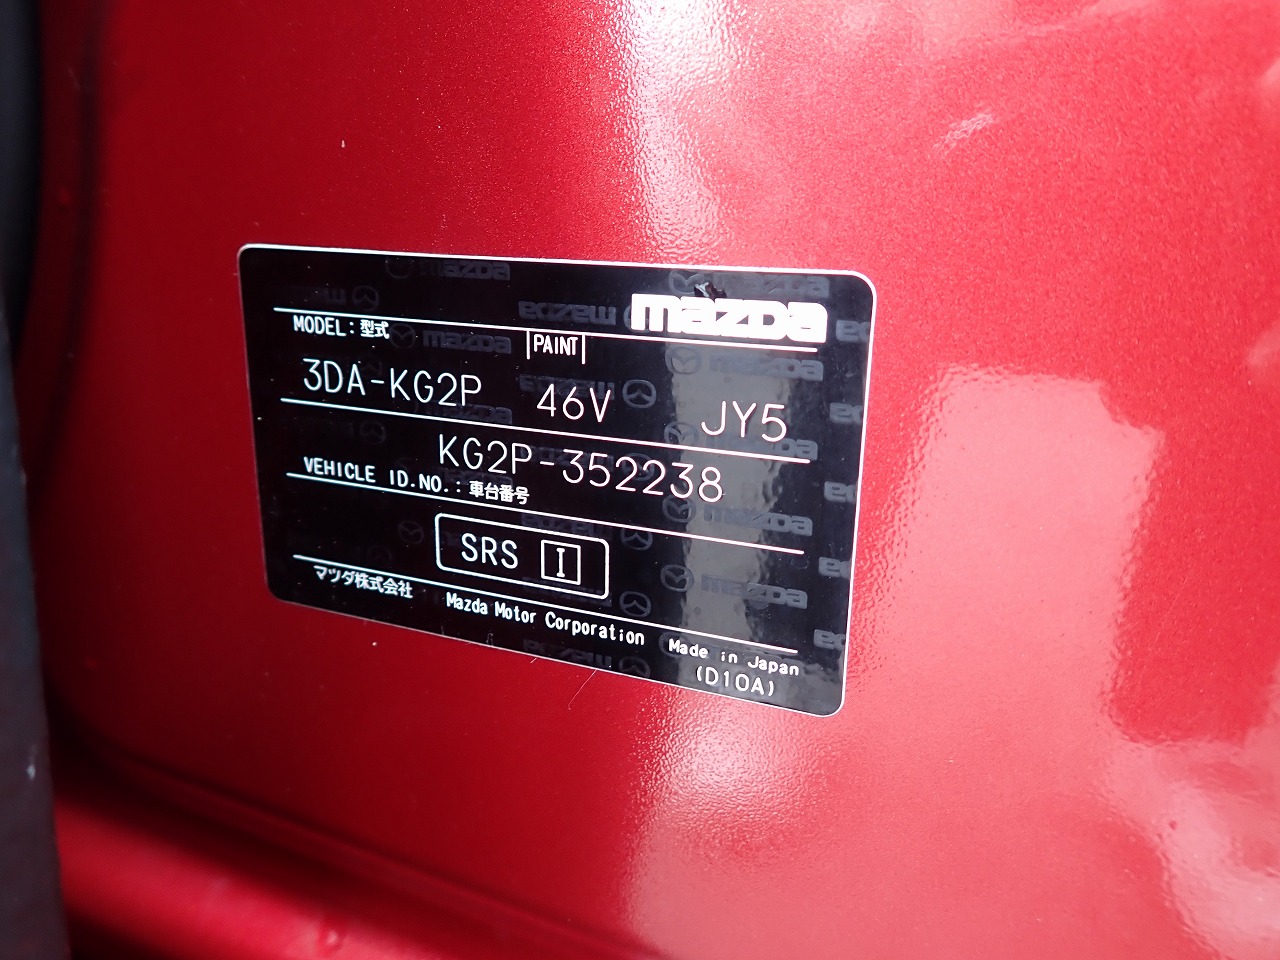 mazda
MODEL:型式 PAINT
3DA-KG2P 46V JY5
KG2P-352238
VEHICLE ID.NO.:車台番号
SRS I
マツダ株式会社 Mazda Motor Corporation Made in Japan
(D10A)